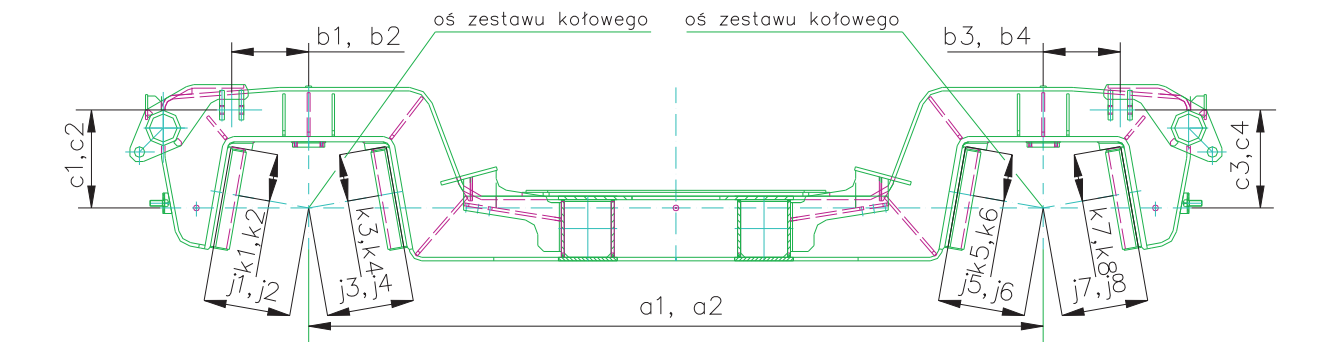 oś zestawu kołowego
oś zestawu kołowego
b1, b2
b3, b4
c1,c2
c3,c4
k1,k2
k3,k4
k5,k6
k7,k8
j1,j2
j3,j4
j5,j6
j7,j8
a1, a2